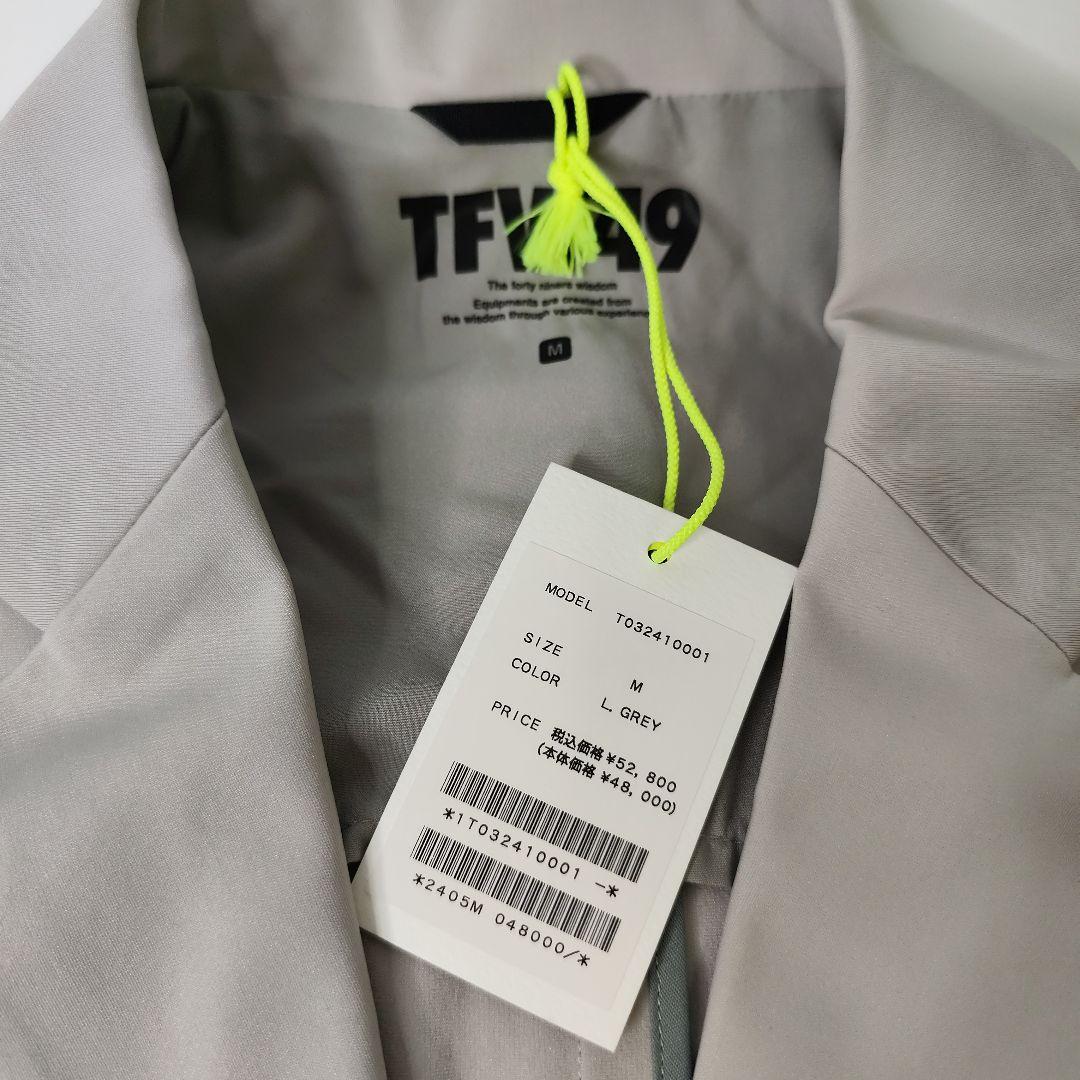 TFW49
The forty niners wisdom
Equipments are created from
the wisdom through various experience
M
MODEL T032410001
SIZE M
COLOR L. GREY
PRICE 税込価格 ¥52, 800
(本体価格 ¥48, 000)
*1T032410001 -*
*2405M 048000/*